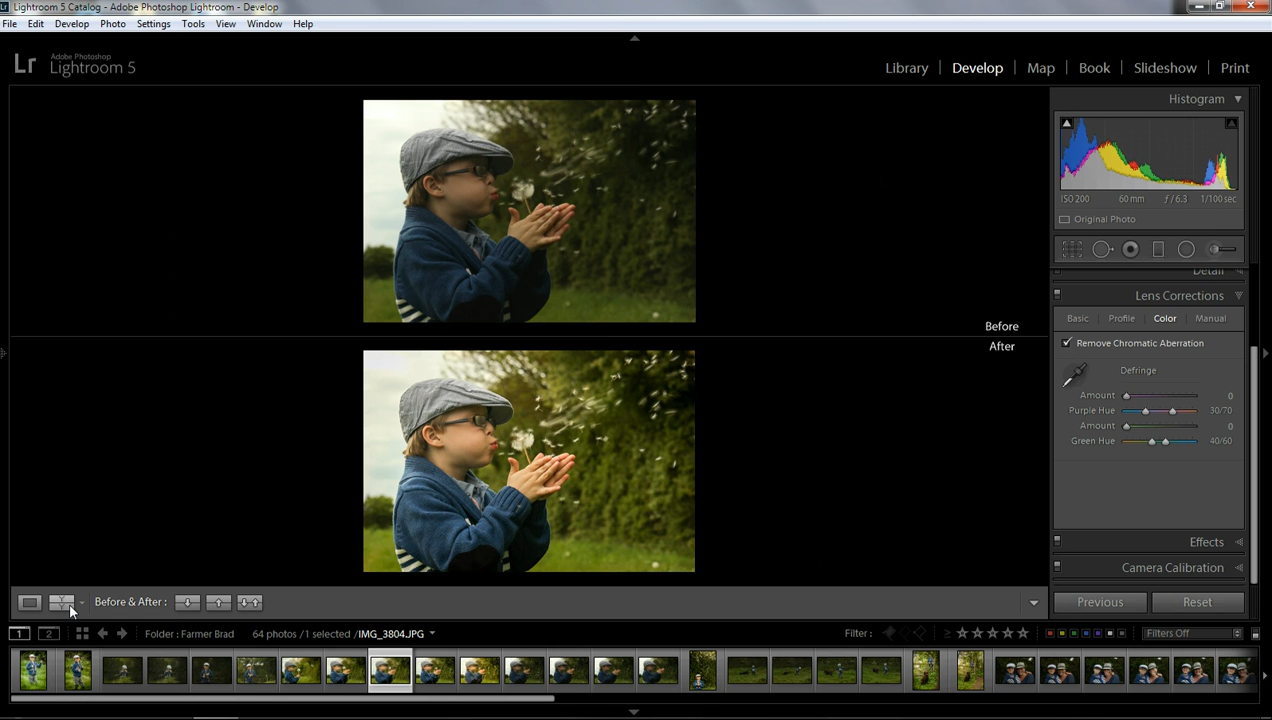 Lightroom 5 Catalog - Adobe Photoshop Lightroom - Develop
File Edit Develop Photo Settings Tools View Window Help
Lr Adobe Photoshop
Lightroom 5
Library Develop Map Book Slideshow Print
Histogram
ISO 200 60 mm ƒ / 6.3 1/100 sec
Original Photo
Detail
Lens Corrections
Basic Profile Color Manual
Before
After
Remove Chromatic Aberration
Defringe
Amount 0
Purple Hue 30/70
Amount 0
Green Hue 40/60
Effects
Camera Calibration
Y Y Before & After :
Previous Reset
1 2 Folder : Farmer Brad 64 photos / 1 selected / IMG_3804.JPG Filter : Filters Off